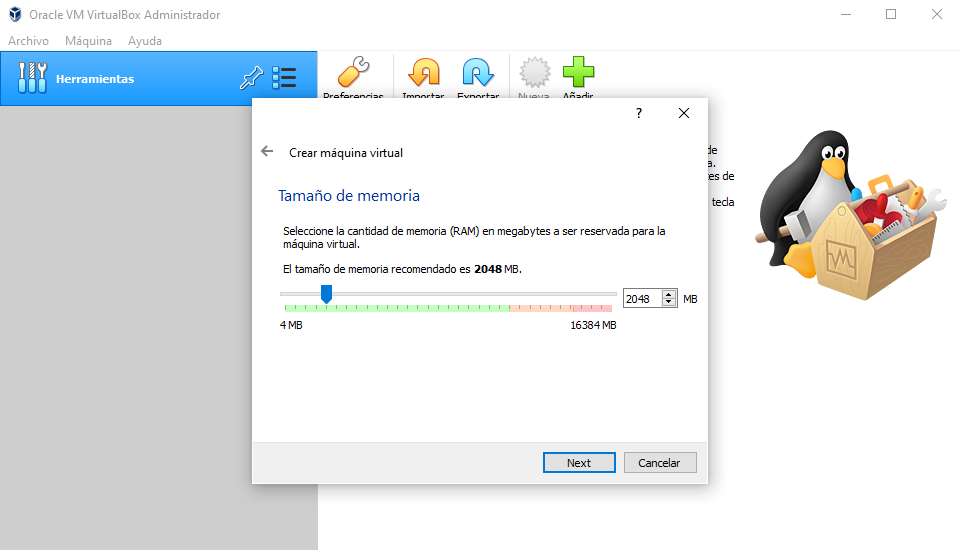 Oracle VM VirtualBox Administrador
Archivo Máquina Ayuda
Herramientas
Preferencias Importar Exportar Nueva Añadir
?
Crear máquina virtual
de
a.
es de
tecla
Tamaño de memoria
Seleccione la cantidad de memoria (RAM) en megabytes a ser reservada para la
máquina virtual.
El tamaño de memoria recomendado es 2048 MB.
2048 MB
4 MB 16384 MB
Next Cancelar